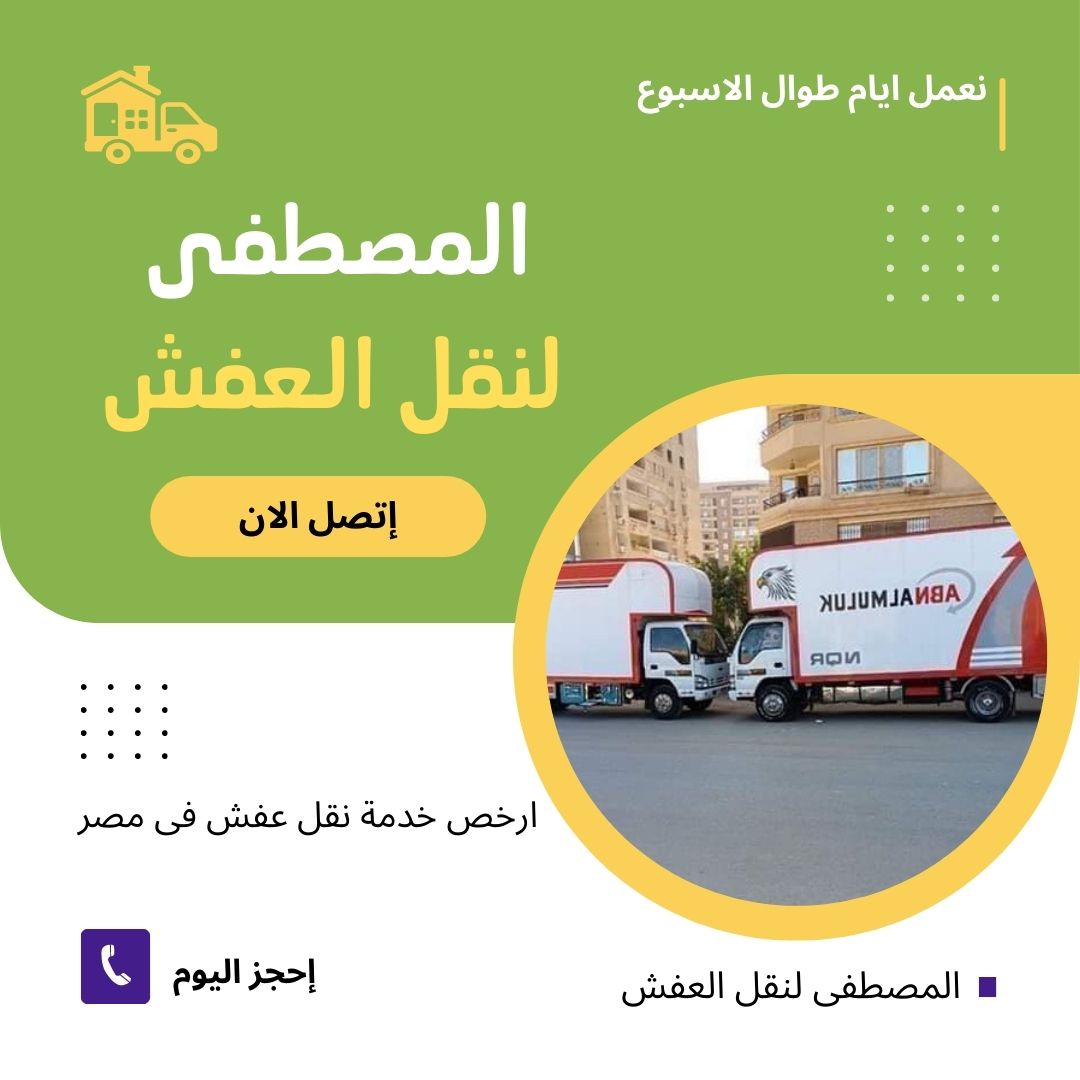 نعمل ايام طوال الاسبوع
المصطفى
لنقل العفش
إتصل الان
ABNALMULUK
NQR
ارخص خدمة نقل عفش فى مصر
إحجز اليوم
المصطفى لنقل العفش